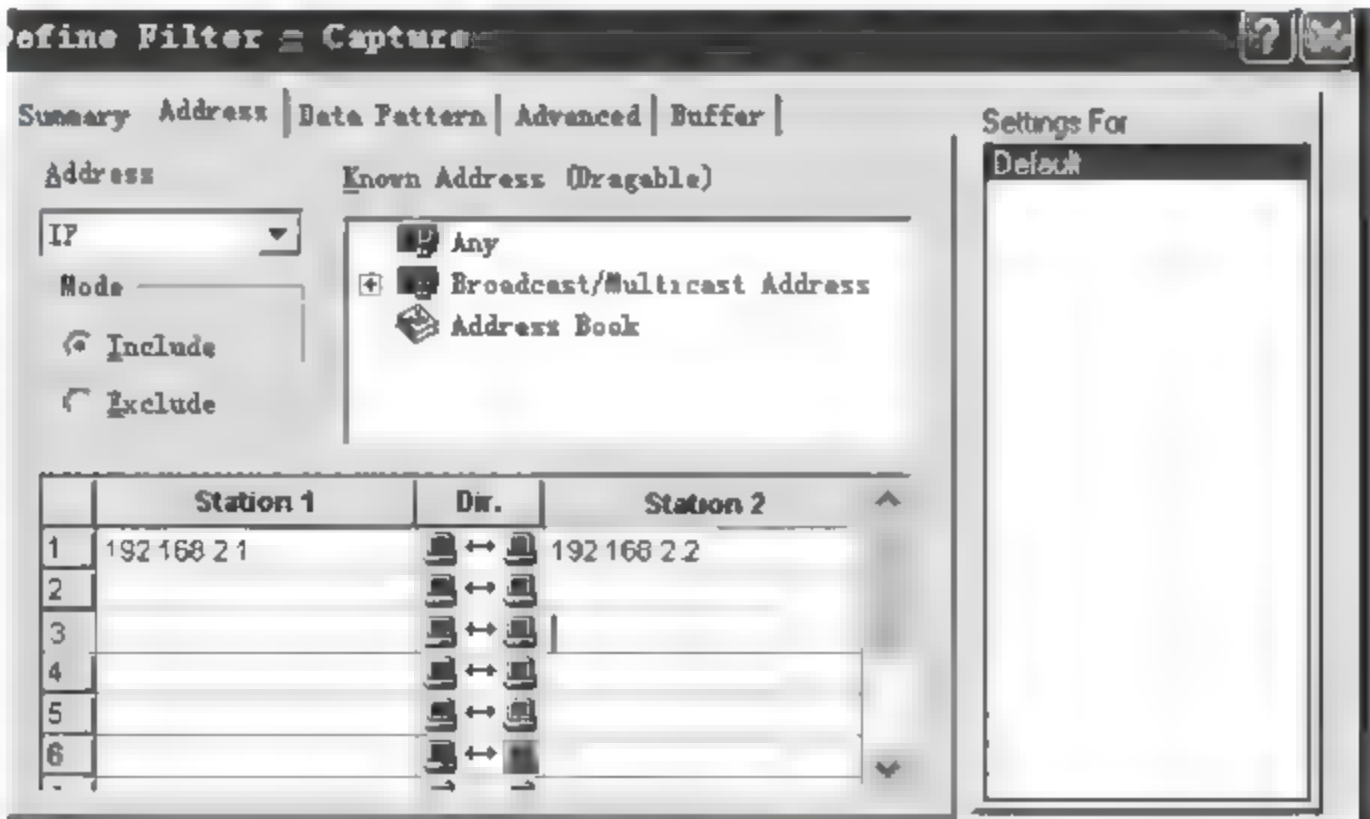 efine Filter = Capture
Summary Address Data Pattern Advanced Buffer
Settings For
Address
Known Address (Dragable)
Default
IP
Any
Mode
Broadcast/Multicast Address
Include
Address Book
Exclude
Station 1 Dir. Station 2
1 192 168 2 1 192 168 2 2
2
3
4
5
6